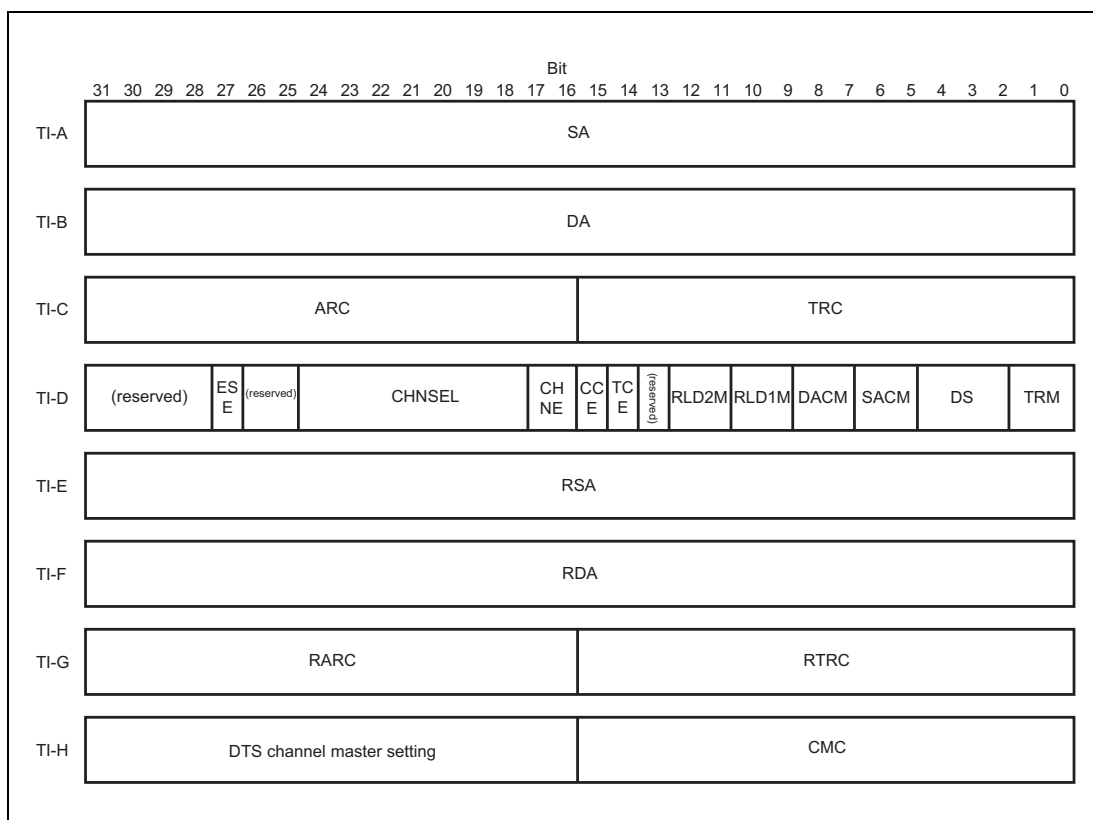 Bit
31 30 29 28 27 26 25 24 23 22 21 20 19 18 17 16 15 14 13 12 11 10 9 8 7 6 5 4 3 2 1 0
TI-A SA
TI-B DA
TI-C ARC TRC
TI-D (reserved) ES E (reserved) CHNSEL CH NE CC E TC E (reserved) RLD2M RLD1M DACM SACM DS TRM
TI-E RSA
TI-F RDA
TI-G RARC RTRC
TI-H DTS channel master setting CMC